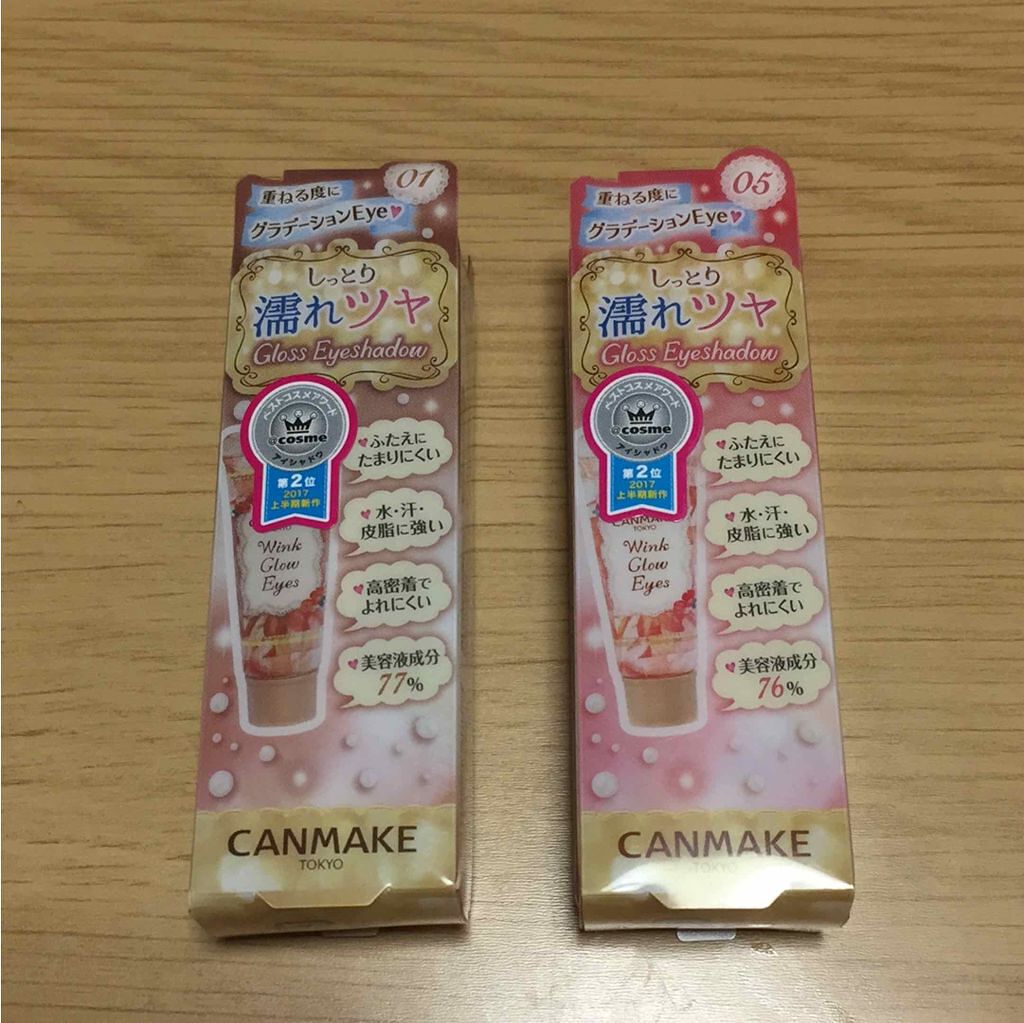 重ねる度に
グラデーションEye♥
01
しっとり
濡れツヤ
Gloss Eyeshadow
ベストコスメアワード
@cosme
アイシャドウ
第2位
2017
上半期新作
♥ふたえに
たまりにくい
♥水・汗・
皮脂に強い
♥高密着で
よれにくい
♥美容液成分
77%
Wink
Glow
Eyes
CANMAKE
TOKYO
重ねる度に
グラデーションEye♥
05
しっとり
濡れツヤ
Gloss Eyeshadow
ベストコスメアワード
@cosme
アイシャドウ
第2位
2017
上半期新作
♥ふたえに
たまりにくい
♥水・汗・
皮脂に強い
♥高密着で
よれにくい
♥美容液成分
76%
TOKYO
Wink
Glow
Eyes
CANMAKE
TOKYO